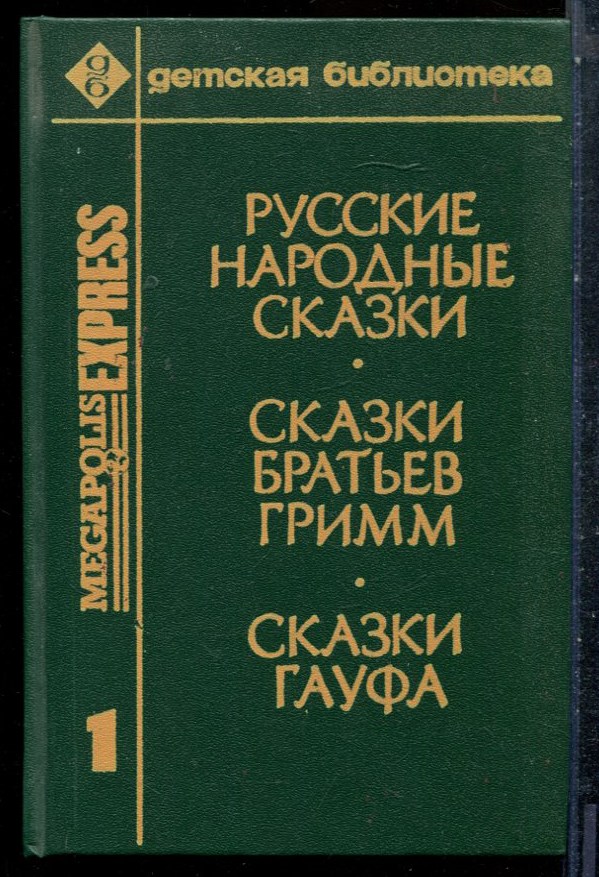 детская библиотека
РУССКИЕ
НАРОДНЫЕ
СКАЗКИ
·
СКАЗКИ
БРАТЬЕВ
ГРИММ
·
СКАЗКИ
ГАУФА
MEGAPOLIS
EXPRESS
1